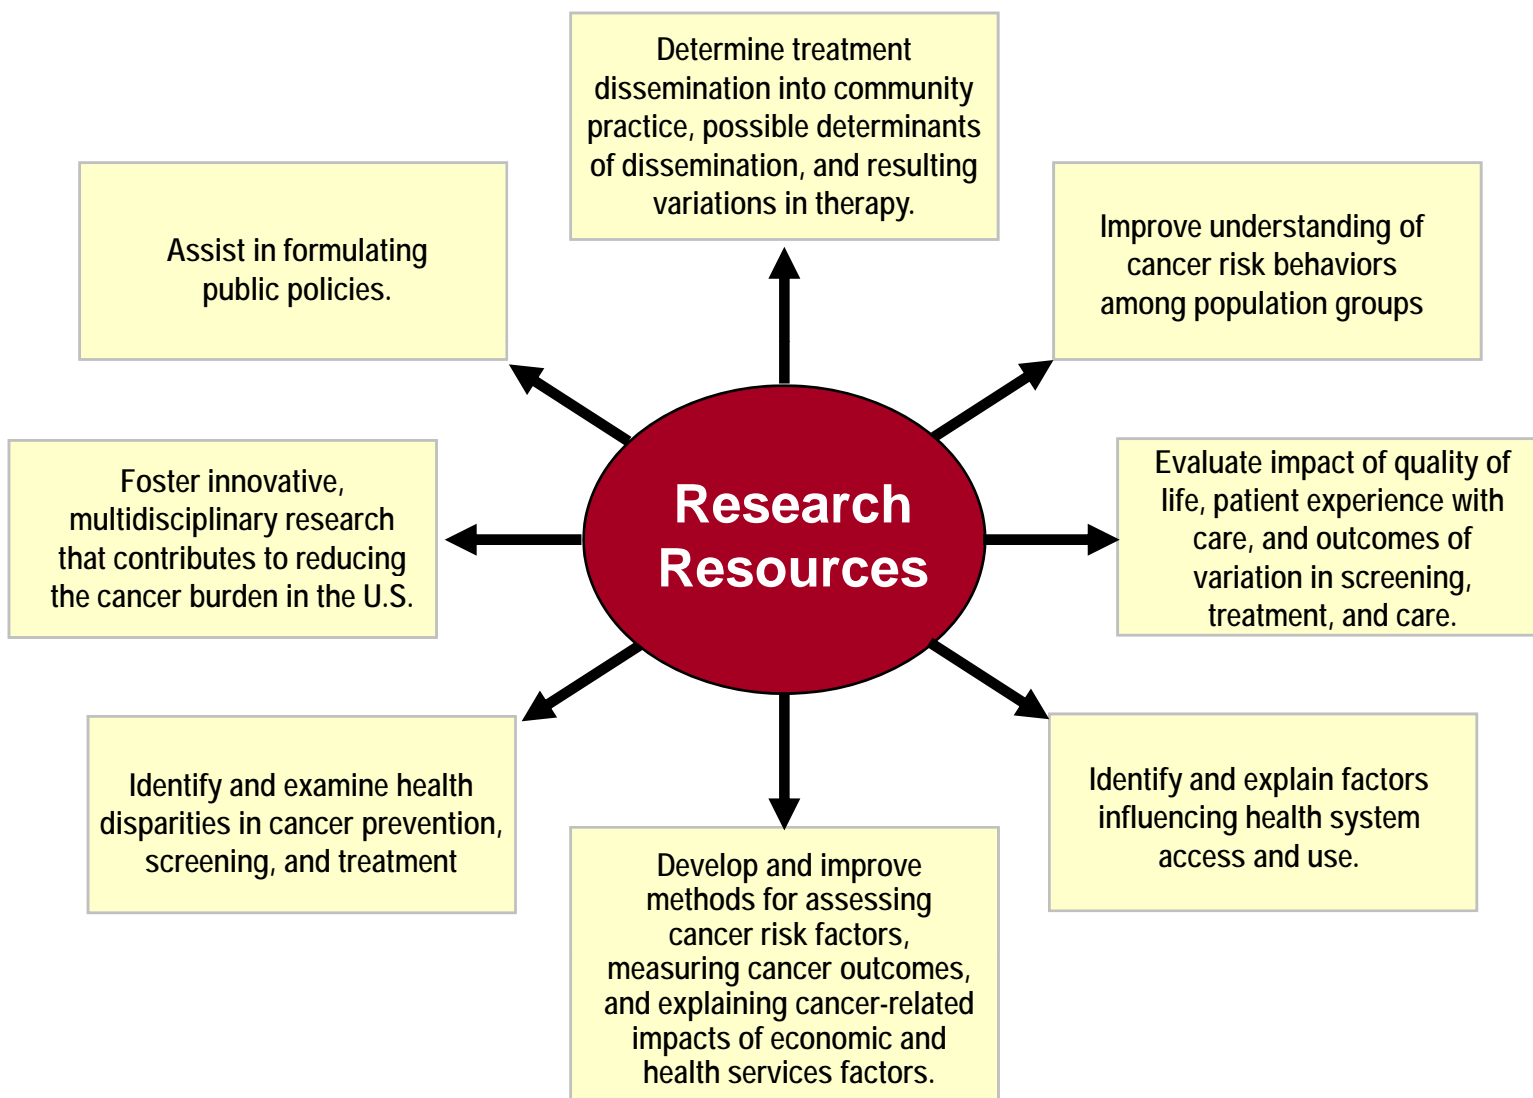 Determine treatment
dissemination into community
practice, possible determinants
of dissemination, and resulting
variations in therapy.
Assist in formulating
public policies.
Improve understanding of
cancer risk behaviors
among population groups
Foster innovative,
multidisciplinary research
that contributes to reducing
the cancer burden in the U.S.
Research
Resources
Evaluate impact of quality of
life, patient experience with
care, and outcomes of
variation in screening,
treatment, and care.
Identify and examine health
disparities in cancer prevention,
screening, and treatment
Develop and improve
methods for assessing
cancer risk factors,
measuring cancer outcomes,
and explaining cancer-related
impacts of economic and
health services factors.
Identify and explain factors
influencing health system
access and use.